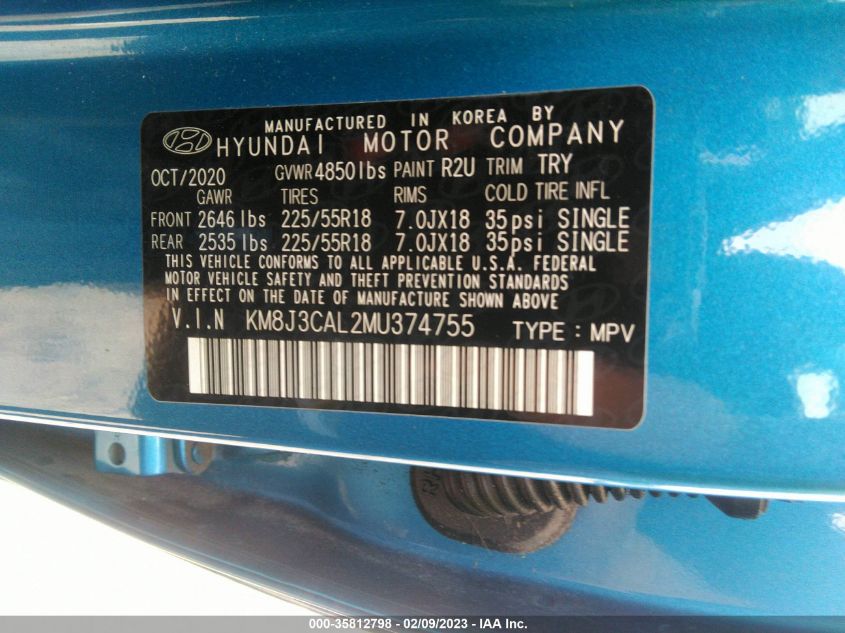 MANUFACTURED IN KOREA BY
HYUNDAI MOTOR COMPANY
OCT/2020 GVWR 4850lbs PAINT R2U TRIM TRY
GAWR TIRES RIMS COLD TIRE INFL
FRONT 2646 lbs 225/55R18 7.0JX18 35psi SINGLE
REAR 2535 lbs 225/55R18 7.0JX18 35psi SINGLE
THIS VEHICLE CONFORMS TO ALL APPLICABLE U.S.A. FEDERAL
MOTOR VEHICLE SAFETY AND THEFT PREVENTION STANDARDS
IN EFFECT ON THE DATE OF MANUFACTURE SHOWN ABOVE
V.I.N KM8J3CAL2MU374755 TYPE : MPV
000-35812798 - 02/09/2023 - IAA Inc.